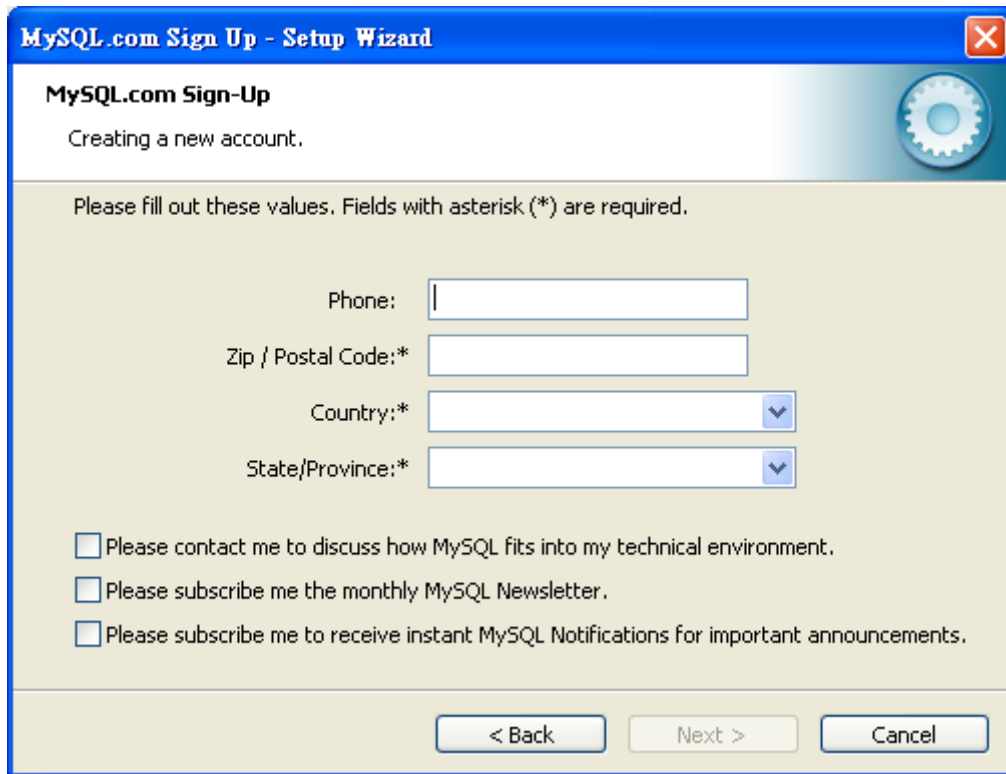 MySQL.com Sign Up - Setup Wizard
MySQL.com Sign-Up
Creating a new account.
Please fill out these values. Fields with asterisk (*) are required.
Phone:
Zip / Postal Code:*
Country:*
State/Province:*
Please contact me to discuss how MySQL fits into my technical environment.
Please subscribe me the monthly MySQL Newsletter.
Please subscribe me to receive instant MySQL Notifications for important announcements.
< Back Next > Cancel